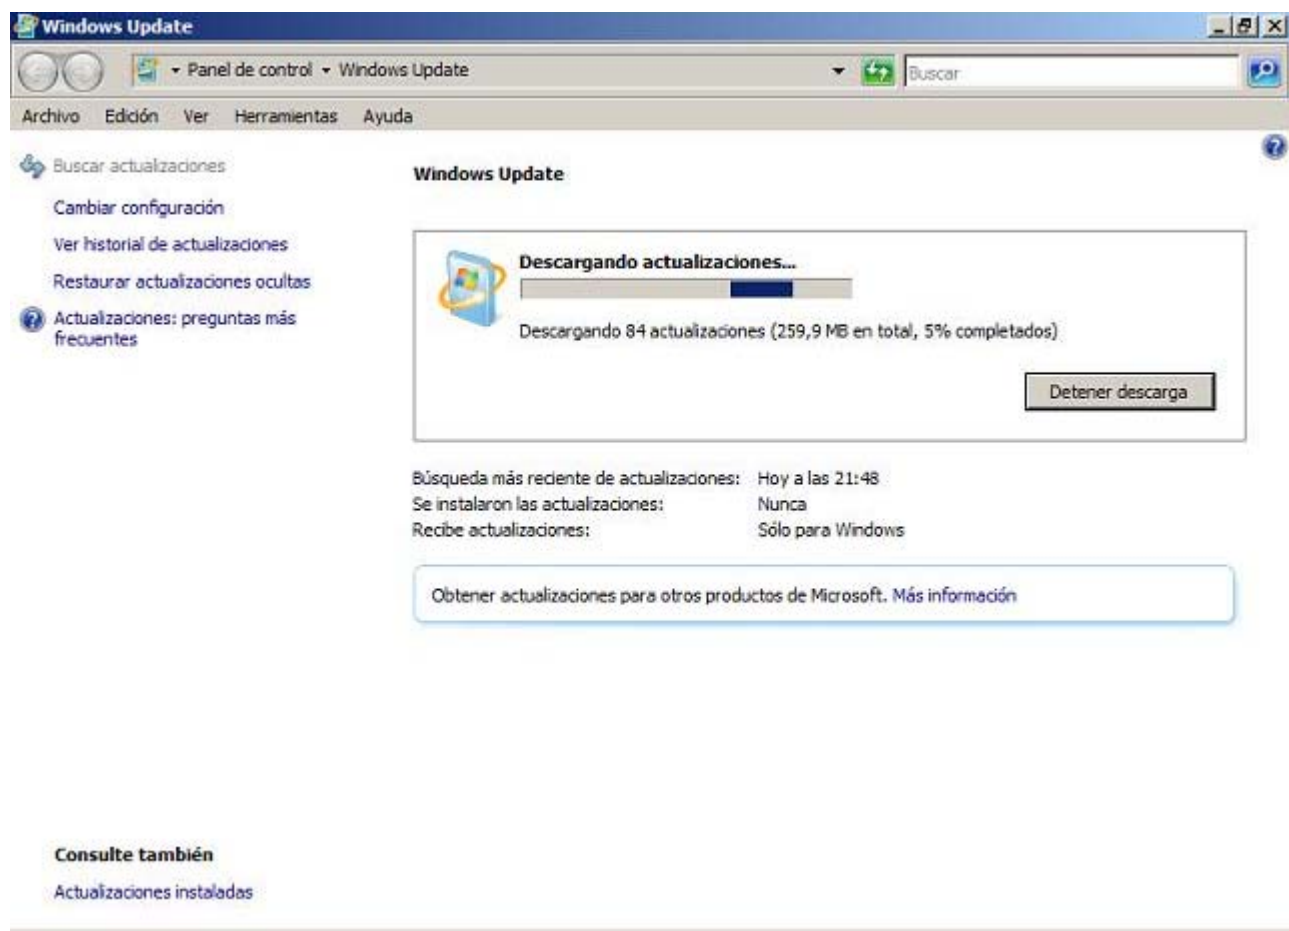 Windows Update
Panel de control
Windows Update
Buscar
Archivo Edición Ver Herramientas Ayuda
Buscar actualizaciones
Cambiar configuración
Ver historial de actualizaciones
Restaurar actualizaciones ocultas
Actualizaciones: preguntas más
frecuentes
Windows Update
Descargando actualizaciones...
Descargando 84 actualizaciones (259,9 MB en total, 5% completados)
Detener descarga
Búsqueda más reciente de actualizaciones: Hoy a las 21:48
Se instalaron las actualizaciones: Nunca
Recibe actualizaciones: Sólo para Windows
Obtener actualizaciones para otros productos de Microsoft. Más información
Consulte también
Actualizaciones instaladas